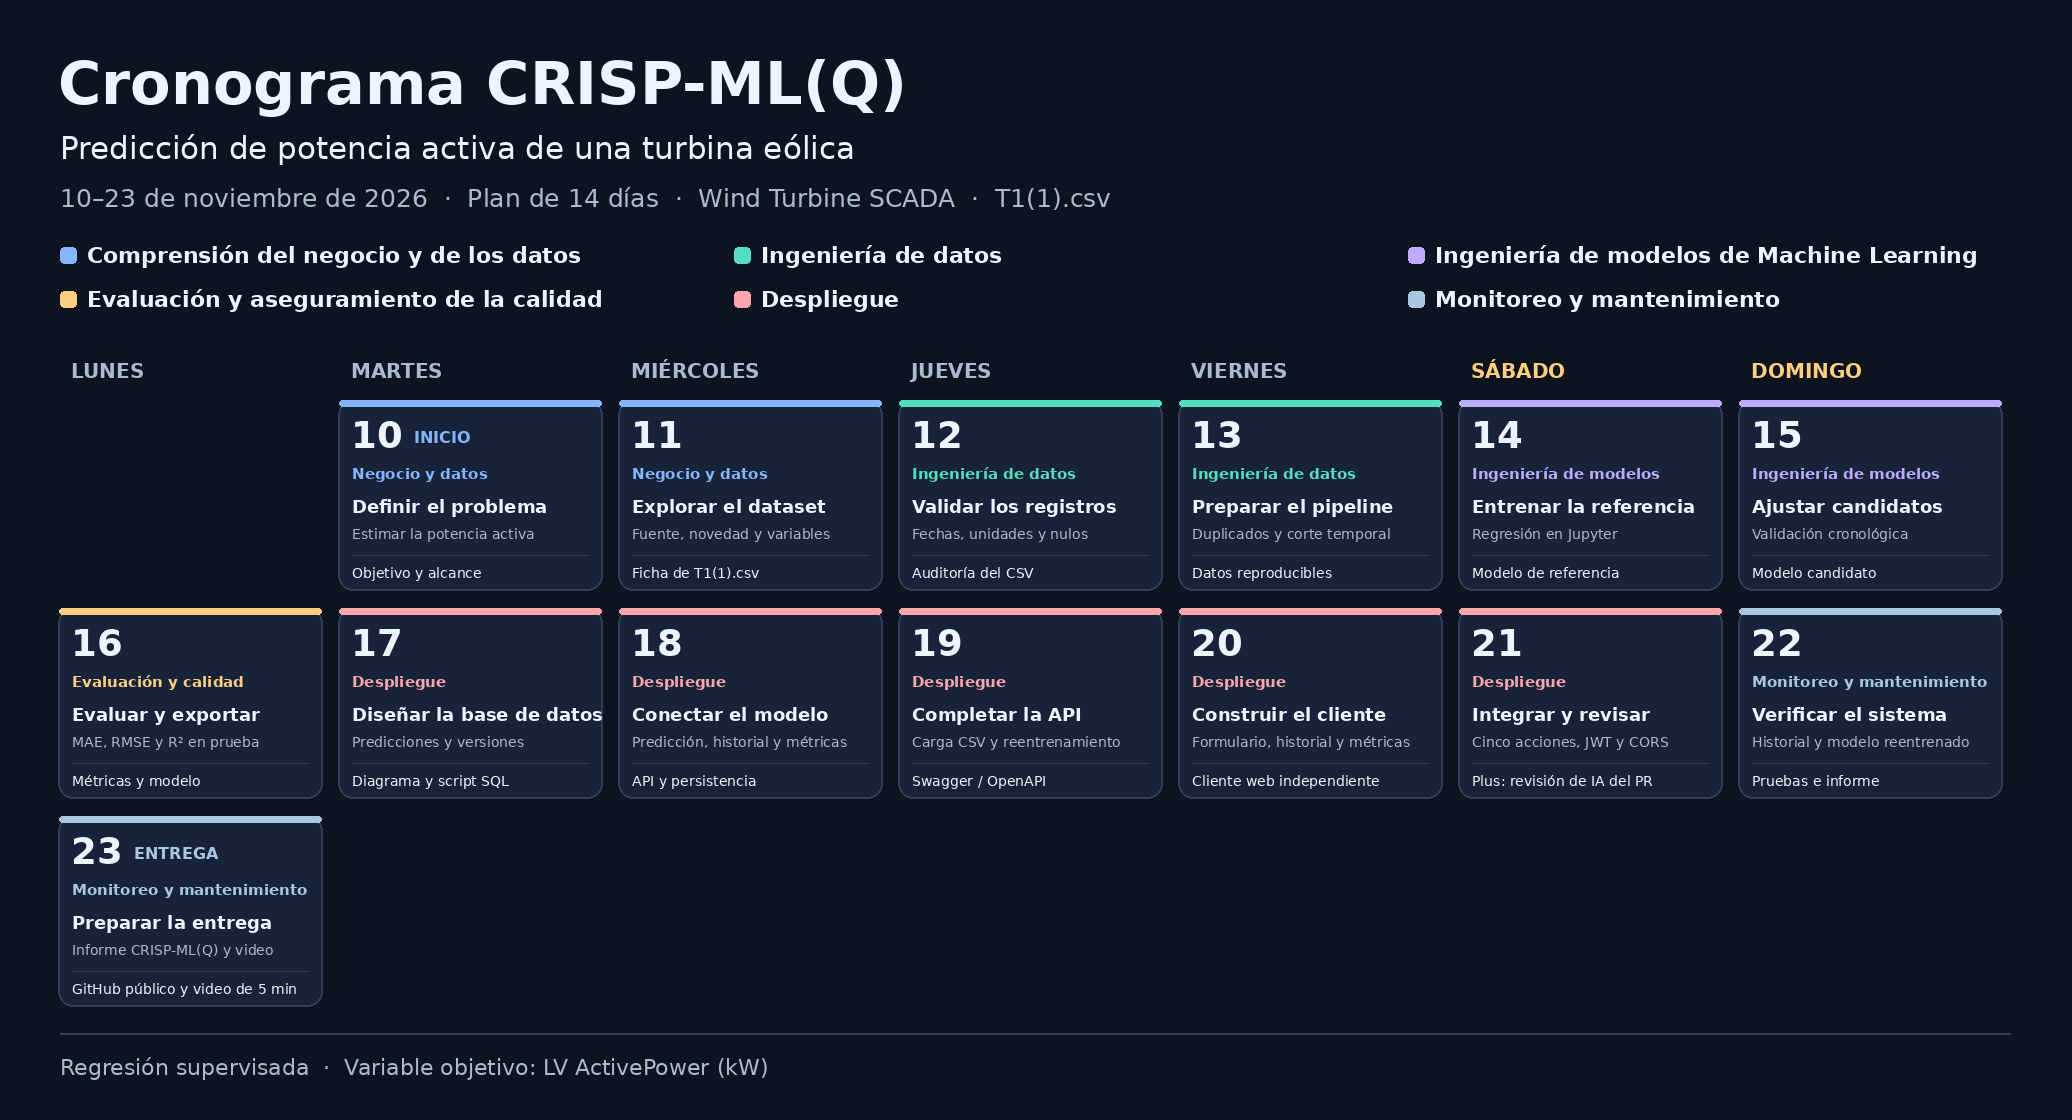 Cronograma CRISP-ML(Q)
Predicción de potencia activa de una turbina eólica
10–23 de noviembre de 2026 · Plan de 14 días · Wind Turbine SCADA · T1(1).csv
Comprensión del negocio y de los datos
Ingeniería de datos
Ingeniería de modelos de Machine Learning
Evaluación y aseguramiento de la calidad
Despliegue
Monitoreo y mantenimiento
LUNES
MARTES
MIÉRCOLES
JUEVES
VIERNES
SÁBADO
DOMINGO
10 INICIO
Negocio y datos
Definir el problema
Estimar la potencia activa
Objetivo y alcance
11
Negocio y datos
Explorar el dataset
Fuente, novedad y variables
Ficha de T1(1).csv
12
Ingeniería de datos
Validar los registros
Fechas, unidades y nulos
Auditoría del CSV
13
Ingeniería de datos
Preparar el pipeline
Duplicados y corte temporal
Datos reproducibles
14
Ingeniería de modelos
Entrenar la referencia
Regresión en Jupyter
Modelo de referencia
15
Ingeniería de modelos
Ajustar candidatos
Validación cronológica
Modelo candidato
16
Evaluación y calidad
Evaluar y exportar
MAE, RMSE y R² en prueba
Métricas y modelo
17
Despliegue
Diseñar la base de datos
Predicciones y versiones
Diagrama y script SQL
18
Despliegue
Conectar el modelo
Predicción, historial y métricas
API y persistencia
19
Despliegue
Completar la API
Carga CSV y reentrenamiento
Swagger / OpenAPI
20
Despliegue
Construir el cliente
Formulario, historial y métricas
Cliente web independiente
21
Despliegue
Integrar y revisar
Cinco acciones, JWT y CORS
Plus: revisión de IA del PR
22
Monitoreo y mantenimiento
Verificar el sistema
Historial y modelo reentrenado
Pruebas e informe
23 ENTREGA
Monitoreo y mantenimiento
Preparar la entrega
Informe CRISP-ML(Q) y video
GitHub público y video de 5 min
Regresión supervisada · Variable objetivo: LV ActivePower (kW)